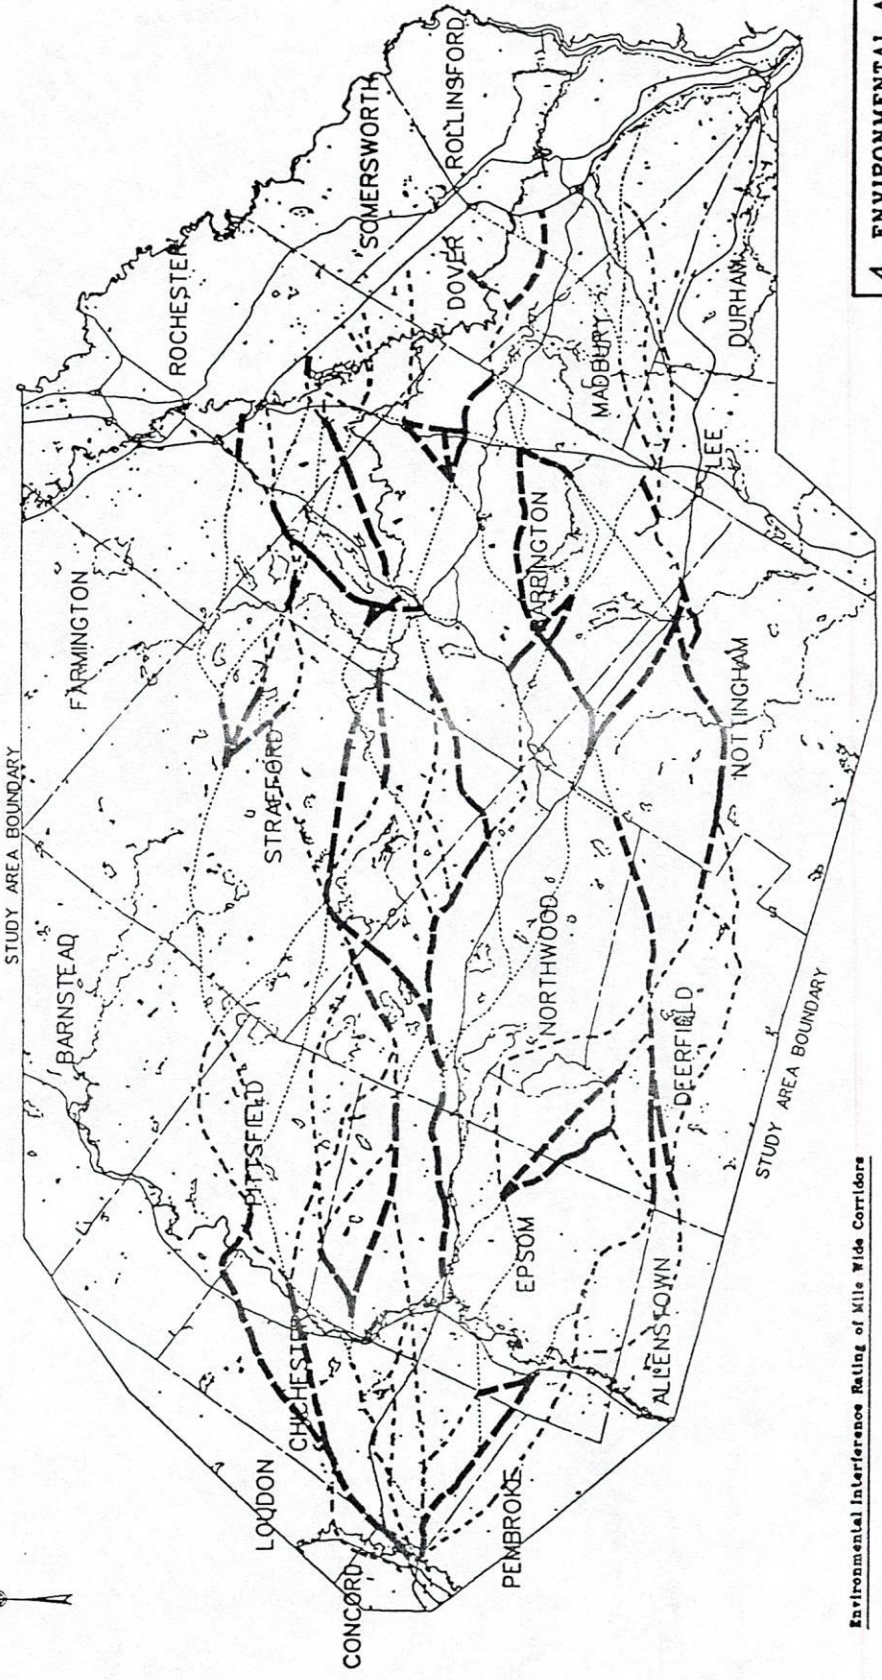 STUDY AREA BOUNDARY
FARMINGTON
BARNSTEAD
ROCHESTER
SOMERSWORTH
ROLLINSFORD
STRAFFORD
DOVER
PITTSFIELD
LOUDON
CHICHESTER
CONCORD
MADBURY
BARRINGTON
DURHAM
LEE
NORTHWOOD
NOTTINGHAM
EPSOM
DEERFIELD
PEMBROKE
ALLENSTOWN
STUDY AREA BOUNDARY
Environmental Interference Rating of Mile Wide Corridors
4 ENVIRONMENTAL A